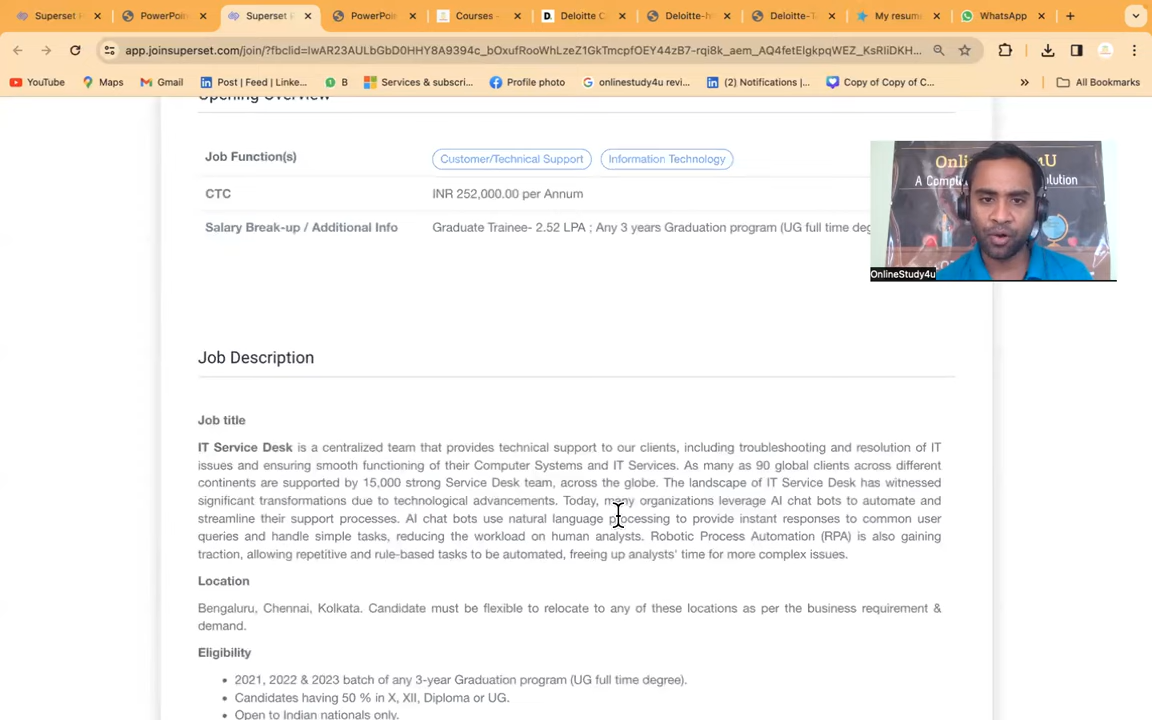 Superset
PowerPoin
Superset
PowerPoin
Courses -
Deloitte C
Deloitte-
Deloitte-
My resum
WhatsApp
app.joinsuperset.com/join/?fbclid=
YouTube
Maps
Gmail
Post | Feed | Linke...
B
Services & subscri...
Profile photo
onlinestudy4u revi...
(2) Notifications |...
Copy of Copy of C...
»
All Bookmarks
Opening Overview
Job Function(s)
Customer/Technical Support
Information Technology
CTC
INR 252,000.00 per Annum
Salary Break-up / Additional Info
Graduate Trainee- 2.52 LPA ; Any 3 years Graduation program (UG full time deg
A Comp
lution
OnlineStudy4u
Job Description
Job title
IT Service Desk is a centralized team that provides technical support to our clients, including troubleshooting and resolution of IT
issues and ensuring smooth functioning of their Computer Systems and IT Services. As many as 90 global clients across different
continents are supported by 15,000 strong Service Desk team, across the globe. The landscape of IT Service Desk has witnessed
significant transformations due to technological advancements. Today, many organizations leverage AI chat bots to automate and
streamline their support processes. AI chat bots use natural language processing to provide instant responses to common user
queries and handle simple tasks, reducing the workload on human analysts. Robotic Process Automation (RPA) is also gaining
traction, allowing repetitive and rule-based tasks to be automated, freeing up analysts' time for more complex issues.
Location
Bengaluru, Chennai, Kolkata. Candidate must be flexible to relocate to any of these locations as per the business requirement &
demand.
Eligibility
• 2021, 2022 & 2023 batch of any 3-year Graduation program (UG full time degree).
• Candidates having 50 % in X, XII, Diploma or UG.
• Open to Indian nationals only.